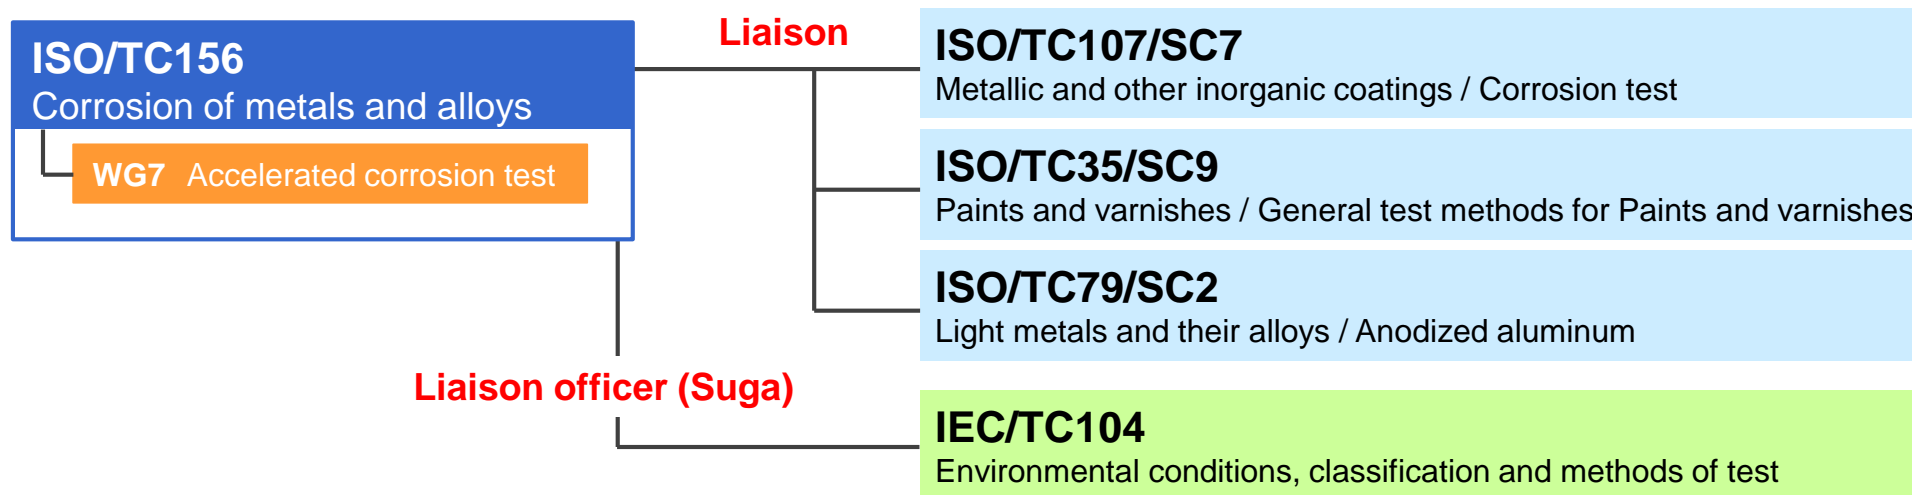 ISO/TC156
Corrosion of metals and alloys
WG7 Accelerated corrosion test
Liaison
ISO/TC107/SC7
Metallic and other inorganic coatings / Corrosion test
ISO/TC35/SC9
Paints and varnishes / General test methods for Paints and varnishes
ISO/TC79/SC2
Light metals and their alloys / Anodized aluminum
Liaison officer (Suga)
IEC/TC104
Environmental conditions, classification and methods of test